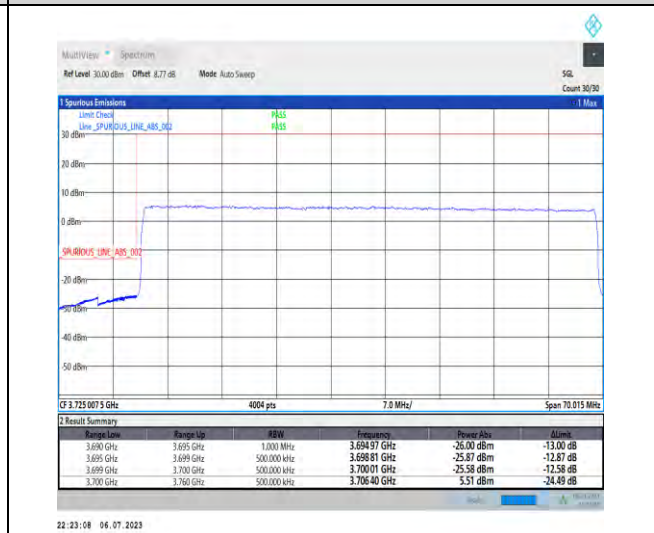 MultiView Spectrum
Ref Level 30.00 dBm Offset 8.77 dB Mode Auto Sweep SGL
Count 30/30
1 Spurious Emissions 1 Max
Limit Check PASS
Line _SPURIOUS_LINE_ABS_002 PASS
30 dBm
20 dBm
10 dBm
0 dBm
_SPURIOUS_LINE_ABS_002
-20 dBm
-30 dBm
-40 dBm
-50 dBm
CF 3.725 007 5 GHz 4004 pts 7.0 MHz/ Span 70.015 MHz
2 Result Summary
Range Low Range Up RBW Frequency Power Abs ΔLimit
3.690 GHz 3.695 GHz 1.000 MHz 3.694 97 GHz -26.00 dBm -13.00 dB
3.695 GHz 3.699 GHz 500.000 kHz 3.698 81 GHz -25.87 dBm -12.87 dB
3.699 GHz 3.700 GHz 500.000 kHz 3.700 01 GHz -25.58 dBm -12.58 dB
3.700 GHz 3.760 GHz 500.000 kHz 3.706 40 GHz 5.51 dBm -24.49 dB
22:23:08 06.07.2023